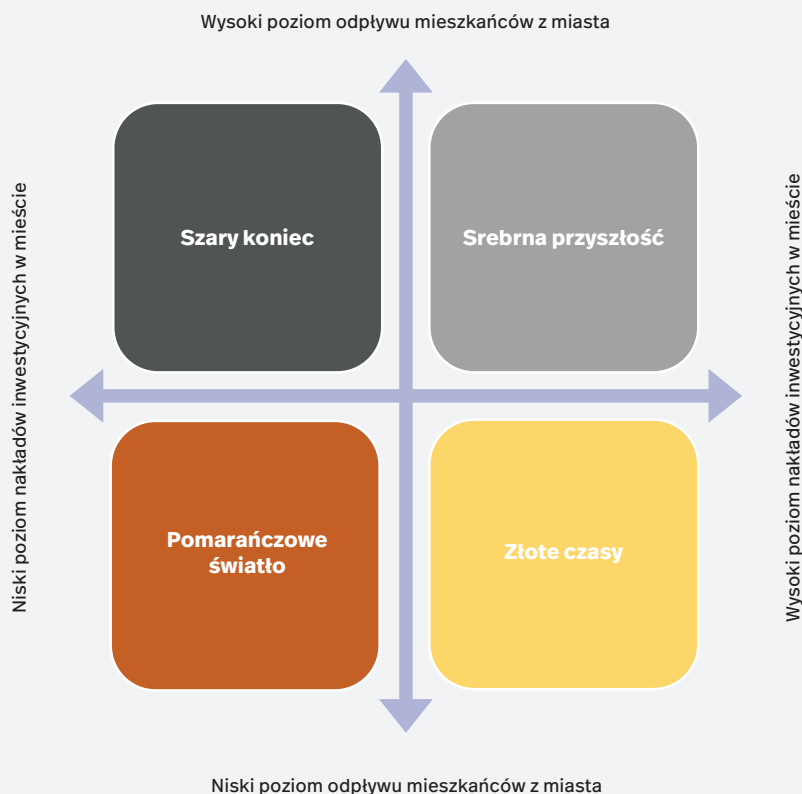 Wysoki poziom odpływu mieszkańców z miasta
Niski poziom nakładów inwestycyjnych w mieście
Szary koniec
Srebrna przyszłość
Wysoki poziom nakładów inwestycyjnych w mieście
Pomarańczowe
światło
Złote czasy
Niski poziom odpływu mieszkańców z miasta